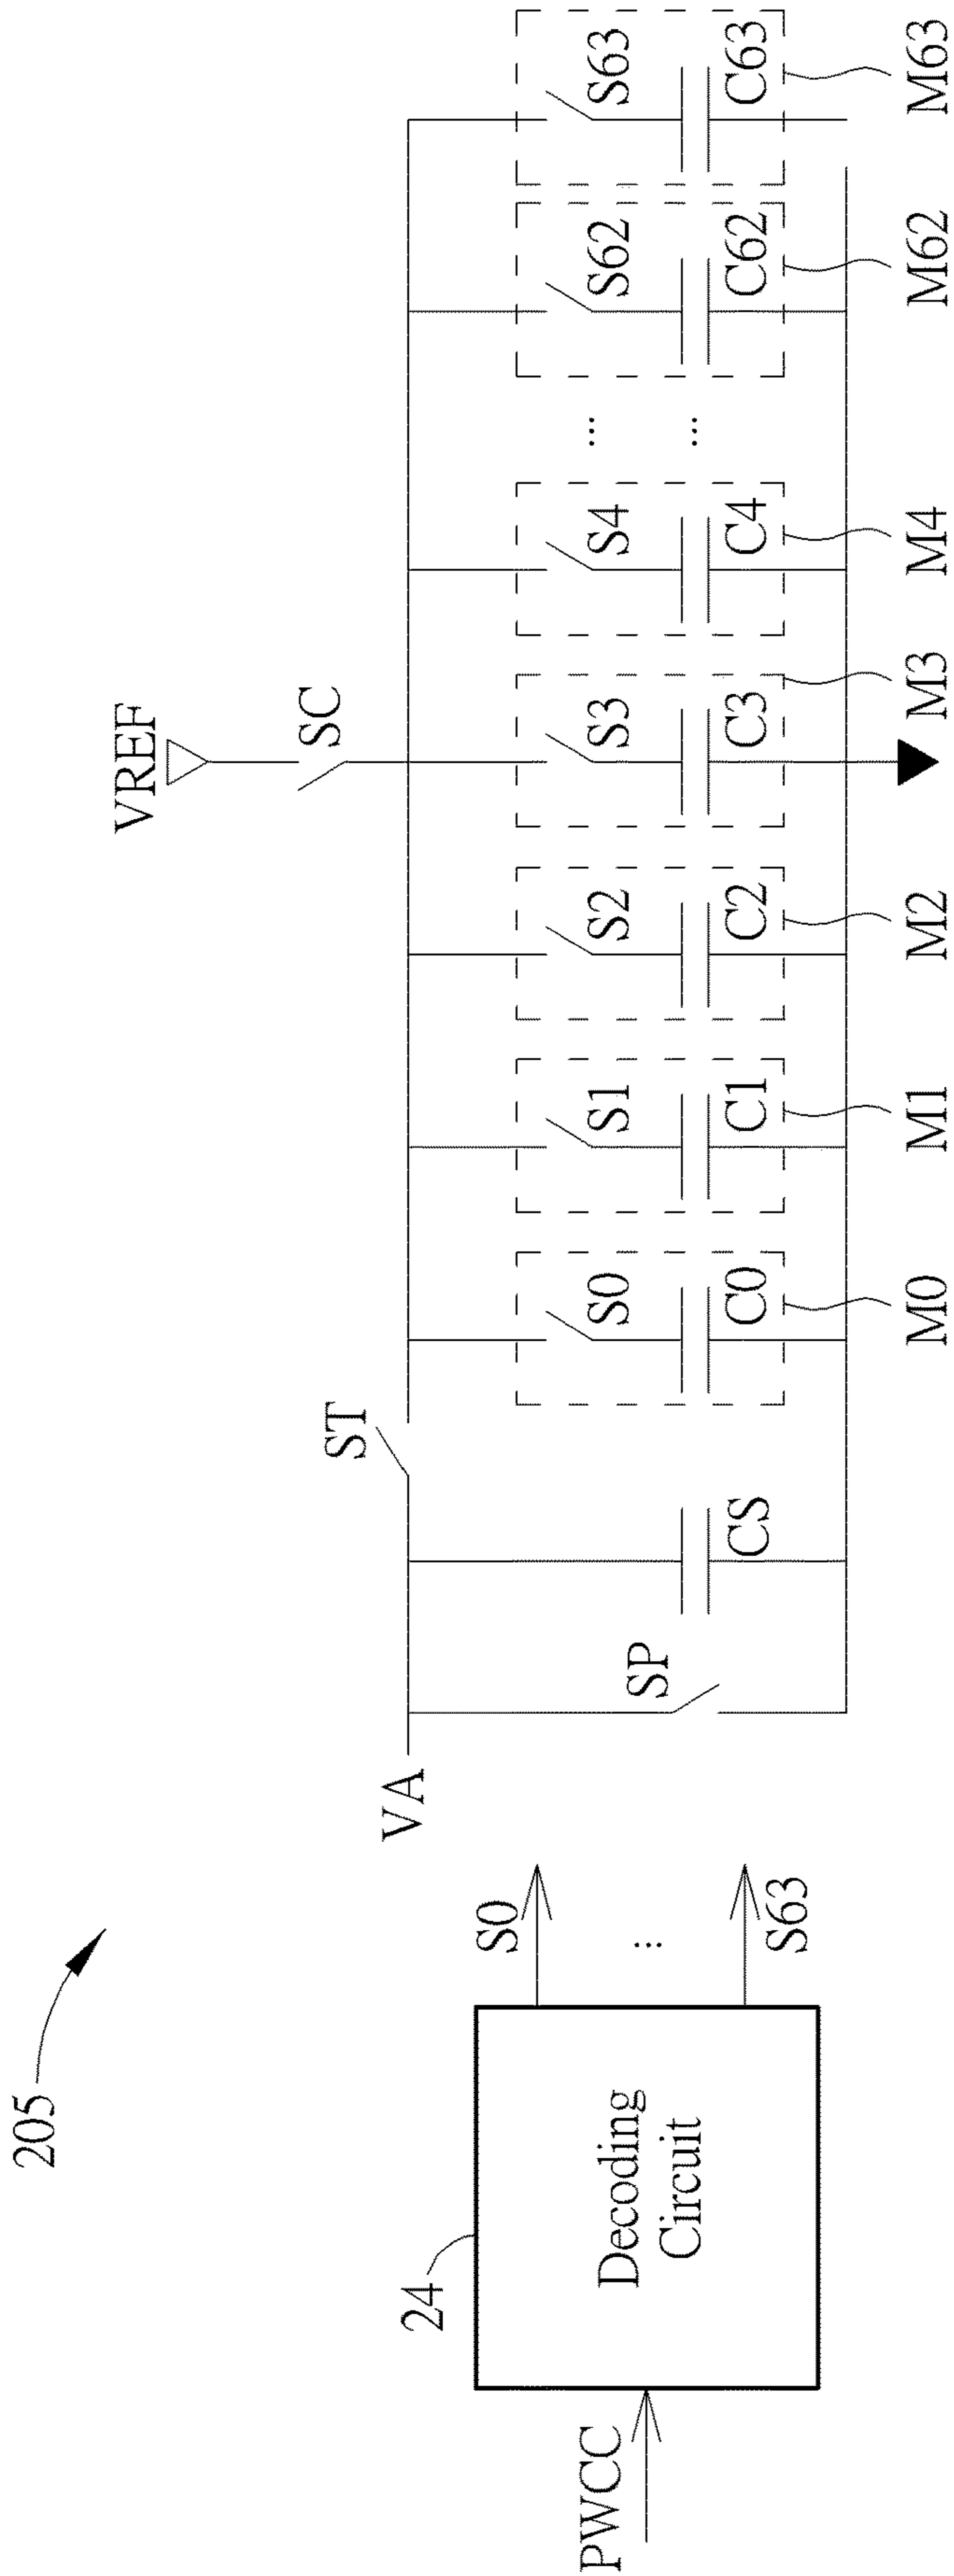 205
24
PWCC
Decoding
Circuit
S0
⋮
S63
VREF
SC
VA
ST
SP
CS
S0
S1
S2
S3
S4
...
S62
S63
C0
C1
C2
C3
C4
...
C62
C63
M0
M1
M2
M3
M4
M62
M63